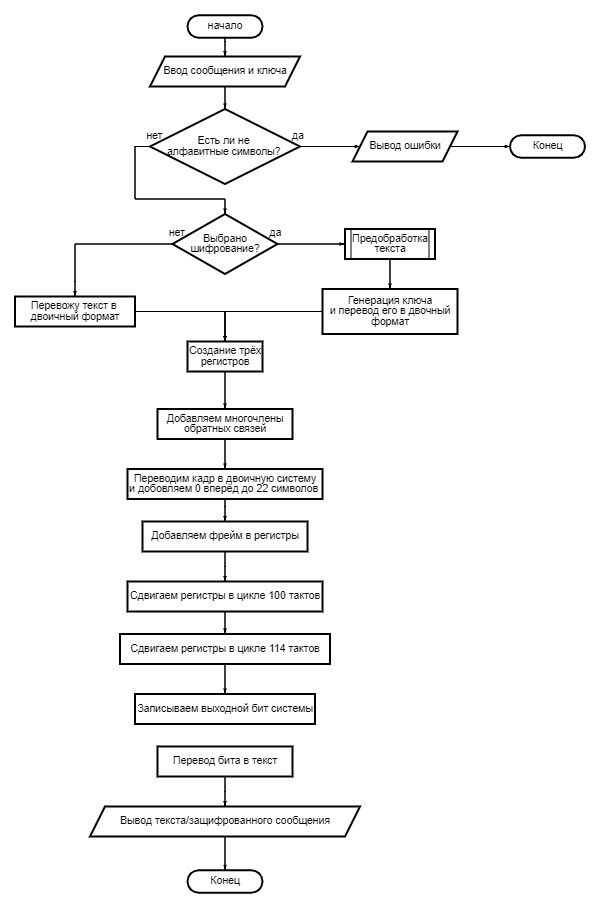 начало
Ввод сообщения и ключа
нет
да
Есть ли не
алфавитные символы?
Вывод ошибки
Конец
нет
да
Выбрано
шифрование?
Предобработка
текста
Перевожу текст в
двоичный формат
Генерация ключа
и перевод его в двочный
формат
Создание трёх
регистров
Добавляем многочлены
обратных связей
Переводим кадр в двоичную систему
и добовляем 0 вперёд до 22 символов
Добавляем фрейм в регистры
Сдвигаем регистры в цикле 100 тактов
Сдвигаем регистры в цикле 114 тактов
Записываем выходной бит системы
Перевод бита в текст
Вывод текста/защифрованного сообщения
Конец